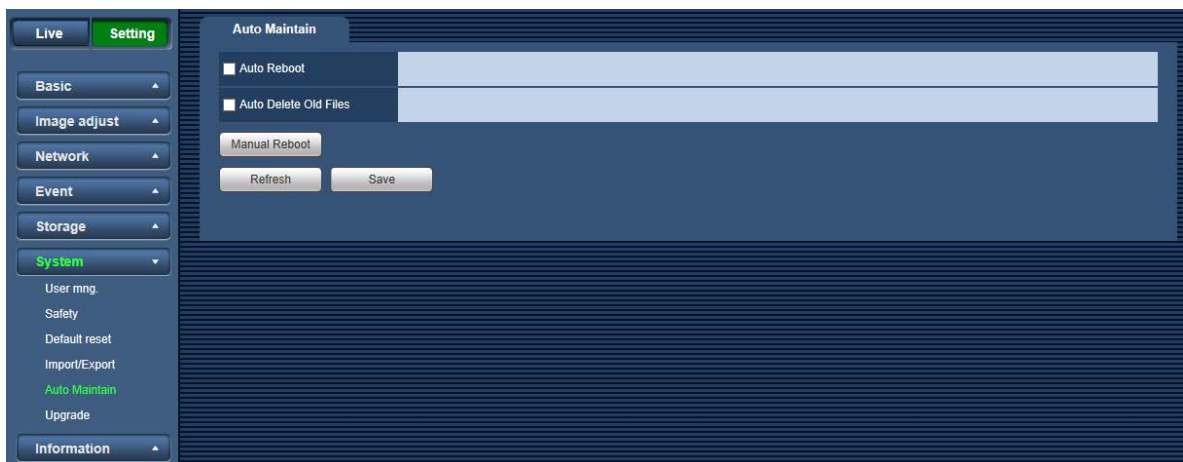 Live
Setting
Basic
Image adjust
Network
Event
Storage
System
User mng.
Safety
Default reset
Import/Export
Auto Maintain
Upgrade
Information
Auto Maintain
Auto Reboot
Auto Delete Old Files
Manual Reboot
Refresh
Save